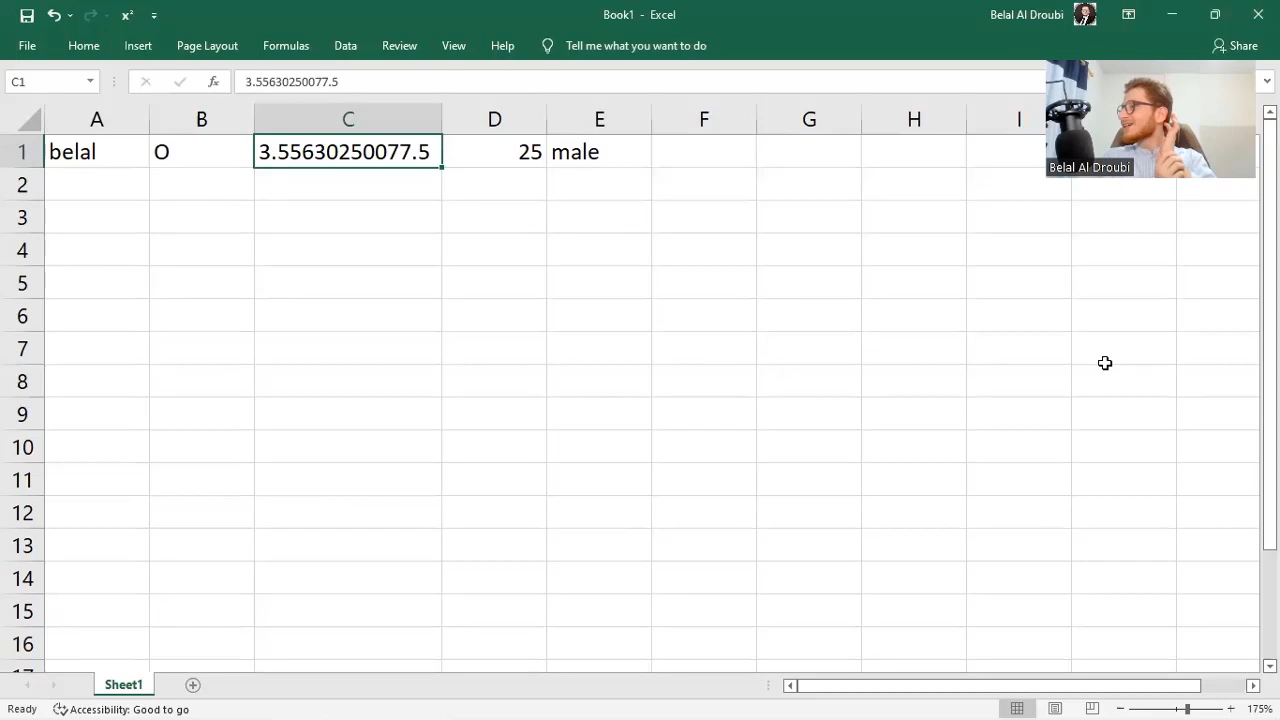 Book1 - Excel
Belal Al Droubi
File Home Insert Page Layout Formulas Data Review View Help Tell me what you want to do Share
C1 fx 3.55630250077.5
A B C D E F G H I
1 belal O 3.55630250077.5 25 male
Belal Al Droubi
2
3
4
5
6
7
8
9
10
11
12
13
14
15
16
17
Sheet1
Ready Accessibility: Good to go 175%